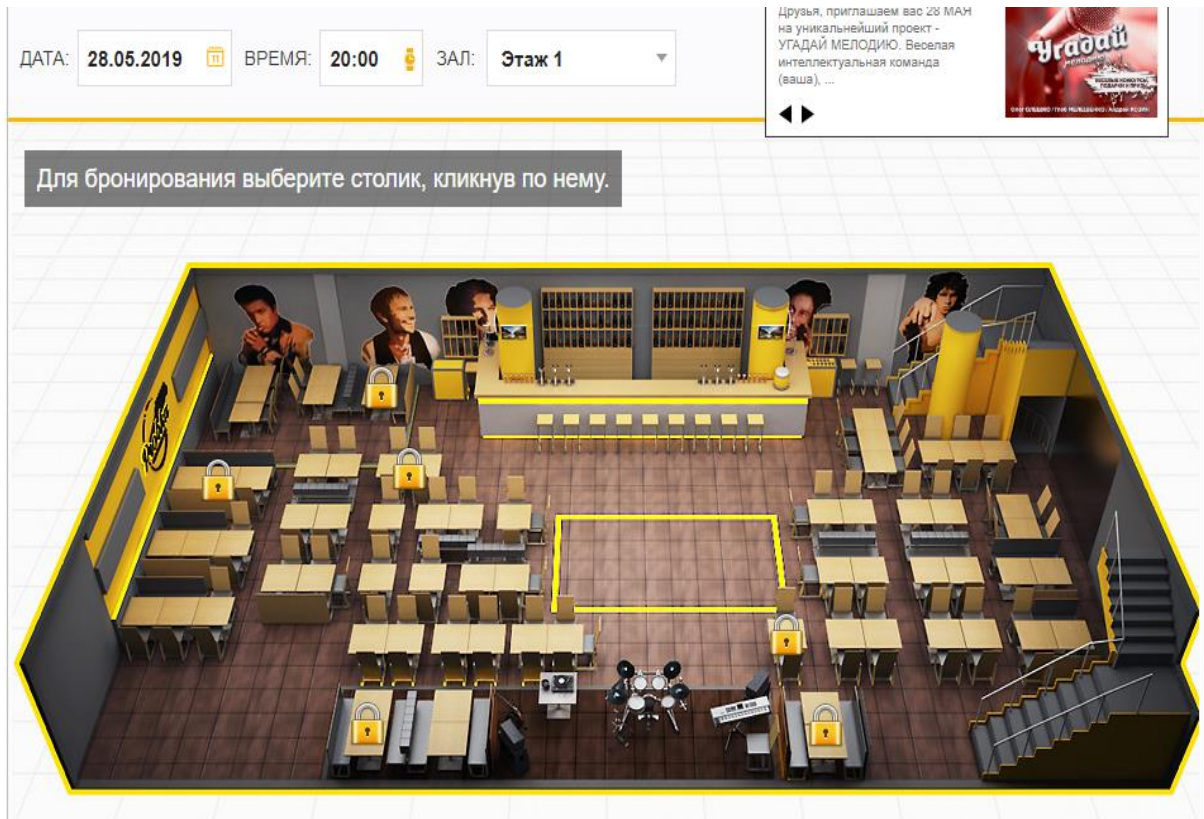 ДАТА: 28.05.2019 ВРЕМЯ: 20:00 ЗАЛ: Этаж 1
Друзья, приглашаем вас 28 МАЯ
на уникальнейший проект -
УГАДАЙ МЕЛОДИЮ. Веселая
интеллектуальная команда
(ваша), ...
Угадай
мелодию
Для бронирования выберите столик, кликнув по нему.